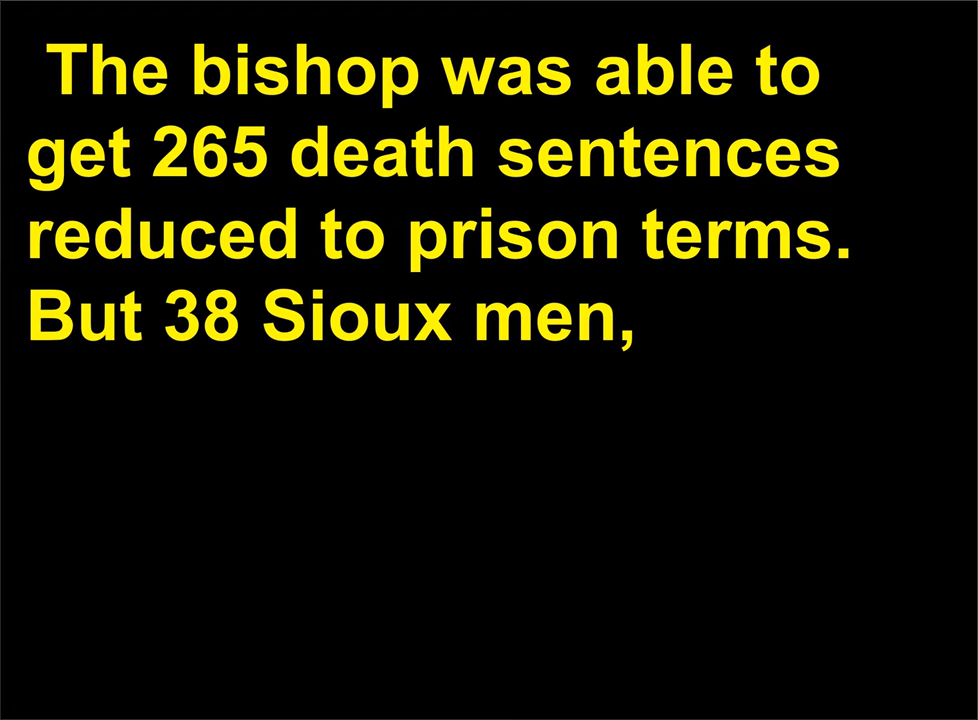 The bishop was able to
get 265 death sentences
reduced to prison terms.
But 38 Sioux men,